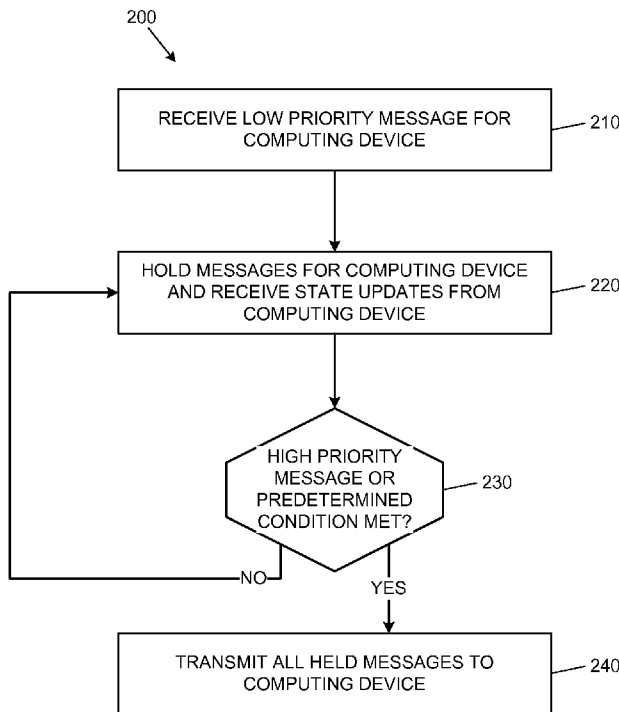 200
RECEIVE LOW PRIORITY MESSAGE FOR
COMPUTING DEVICE
210
HOLD MESSAGES FOR COMPUTING DEVICE
AND RECEIVE STATE UPDATES FROM
COMPUTING DEVICE
220
HIGH PRIORITY
MESSAGE OR
PREDETERMINED
CONDITION MET?
230
NO
YES
TRANSMIT ALL HELD MESSAGES TO
COMPUTING DEVICE
240